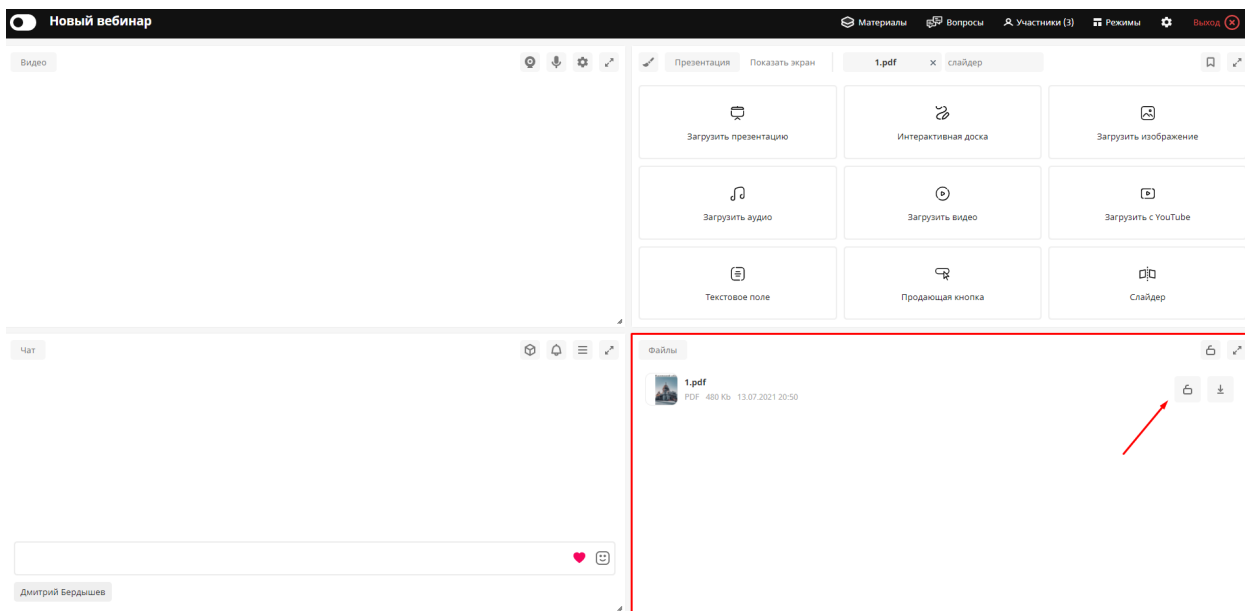 Новый вебинар
Материалы
Вопросы
Участники (3)
Режимы
Выход
Видео
Презентация
Показать экран
1.pdf
слайдер
Загрузить презентацию
Интерактивная доска
Загрузить изображение
Загрузить аудио
Загрузить видео
Загрузить с YouTube
Текстовое поле
Продающая кнопка
Слайдер
Чат
Дмитрий Бердышев
Файлы
1.pdf
PDF 480 Kb 13.07.2021 20:50